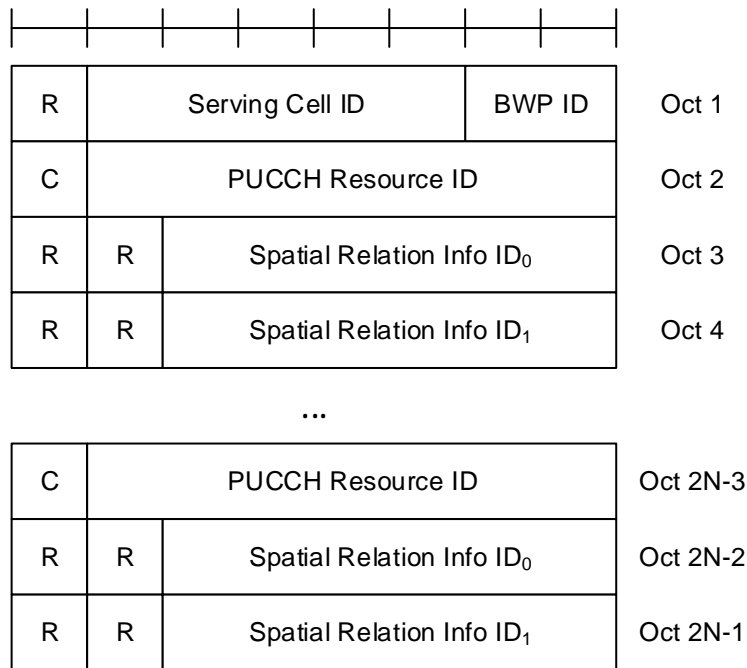 R Serving Cell ID BWP ID Oct 1
C PUCCH Resource ID Oct 2
R R Spatial Relation Info ID₀ Oct 3
R R Spatial Relation Info ID₁ Oct 4
...
C PUCCH Resource ID Oct 2N-3
R R Spatial Relation Info ID₀ Oct 2N-2
R R Spatial Relation Info ID₁ Oct 2N-1